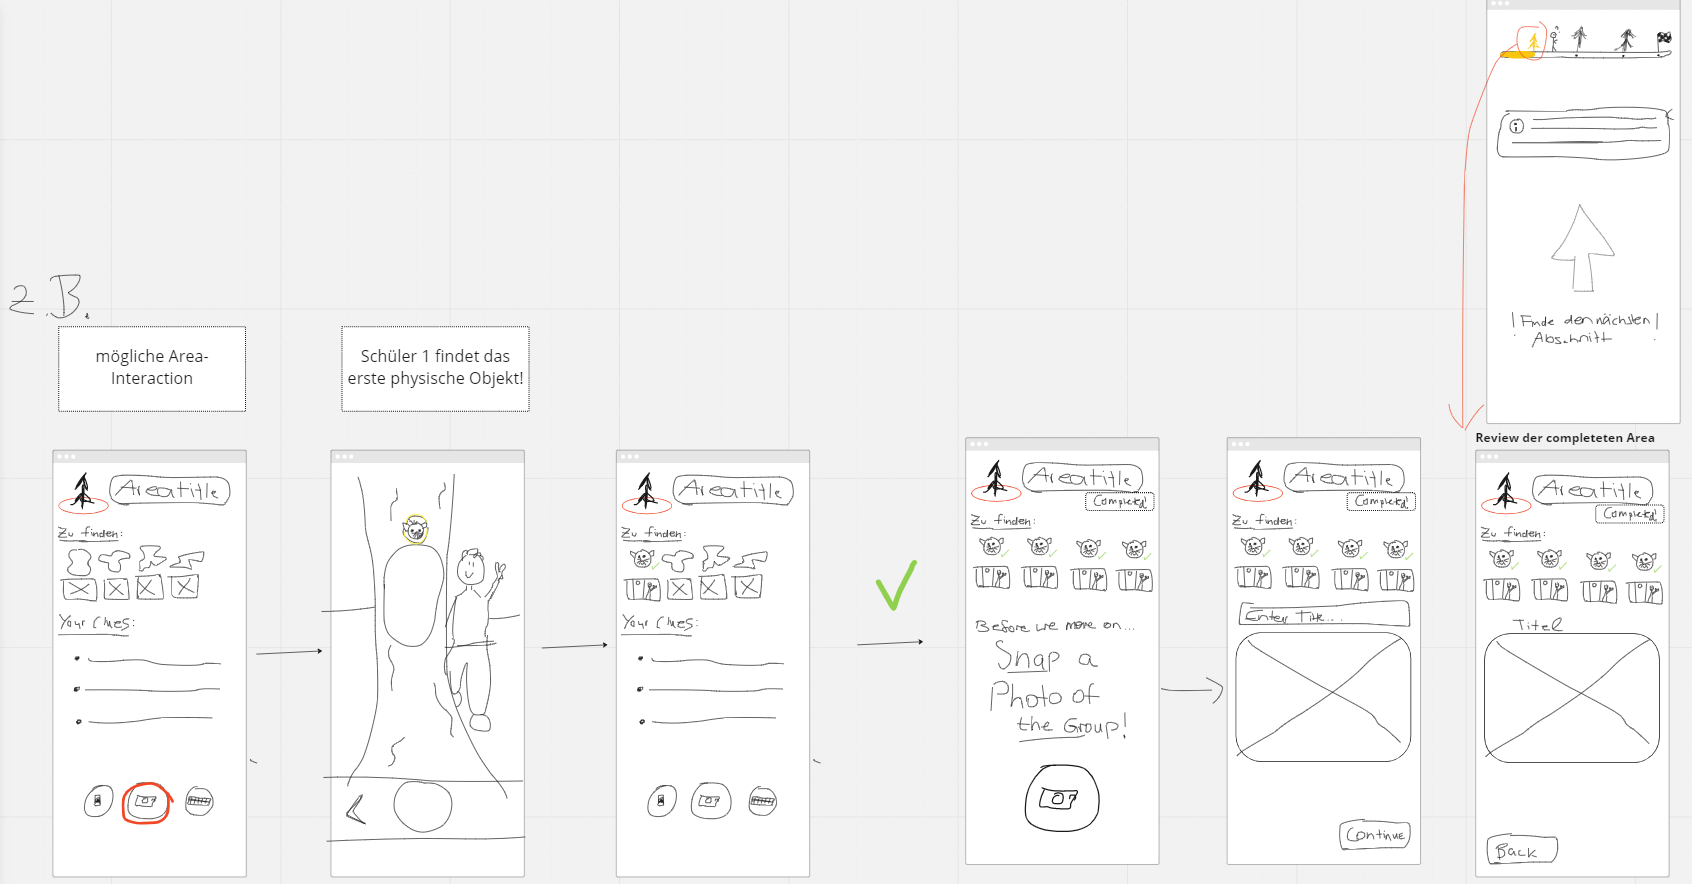 z.B.
mögliche Area-
Interaction
Schüler 1 findet das
erste physische Objekt!
Areatitle
Zu finden:
Your Clues:
Areatitle
Zu finden:
Your Clues:
Areatitle
Completed!
Zu finden:
Before we move on...
Snap a
Photo of
the Group!
Areatitle
Completed!
Zu finden:
Enter Title...
Continue
! Finde den nächsten !
Abschnitt
Review der completeten Area
Areatitle
Completed!
Zu finden:
Titel
Back